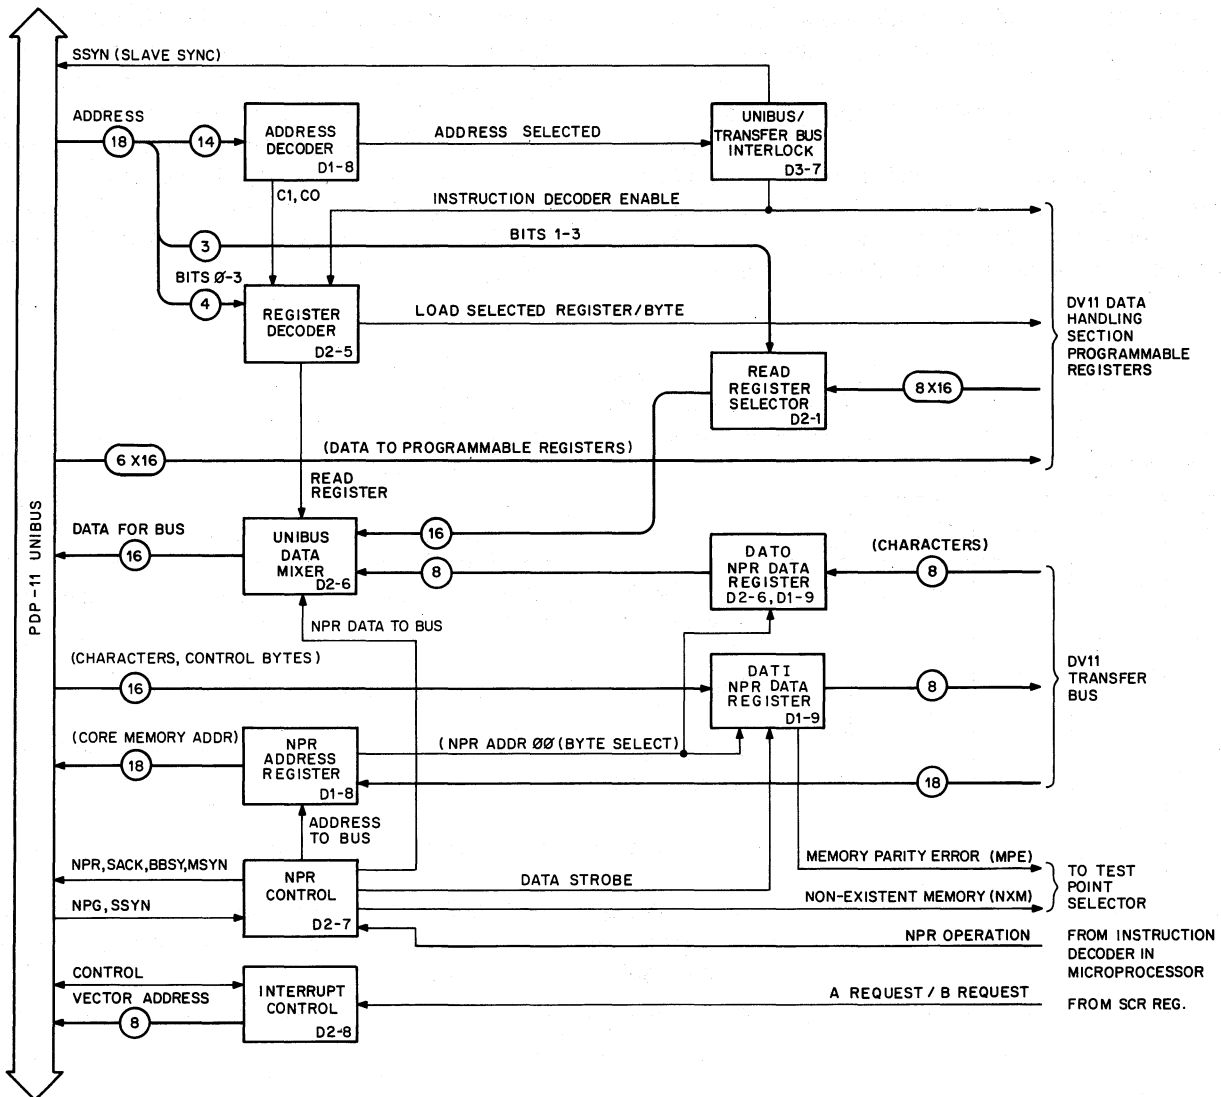 SSYN (SLAVE SYNC)
ADDRESS
18
14
ADDRESS
DECODER
D1-8
ADDRESS SELECTED
UNIBUS/
TRANSFER BUS
INTERLOCK
D3-7
C1, C0
INSTRUCTION DECODER ENABLE
3
BITS 1-3
BITS Ø-3
4
REGISTER
DECODER
D2-5
LOAD SELECTED REGISTER/BYTE
DV11 DATA
HANDLING
SECTION
PROGRAMMABLE
REGISTERS
READ
REGISTER
SELECTOR
D2-1
8X16
6 X16
(DATA TO PROGRAMMABLE REGISTERS)
READ
REGISTER
PDP-11 UNIBUS
DATA FOR BUS
16
UNIBUS
DATA
MIXER
D2-6
16
8
DATO
NPR DATA
REGISTER
D2-6, D1-9
(CHARACTERS)
8
NPR DATA TO BUS
(CHARACTERS, CONTROL BYTES)
16
DATI
NPR DATA
REGISTER
D1-9
8
DV11
TRANSFER
BUS
(CORE MEMORY ADDR)
18
NPR
ADDRESS
REGISTER
D1-8
(NPR ADDR ØØ (BYTE SELECT)
18
ADDRESS
TO BUS
NPR, SACK, BBSY, MSYN
NPG, SSYN
NPR
CONTROL
D2-7
DATA STROBE
MEMORY PARITY ERROR (MPE)
NON-EXISTENT MEMORY (NXM)
TO TEST
POINT
SELECTOR
NPR OPERATION
FROM INSTRUCTION
DECODER IN
MICROPROCESSOR
CONTROL
VECTOR ADDRESS
8
INTERRUPT
CONTROL
D2-8
A REQUEST / B REQUEST
FROM SCR REG.